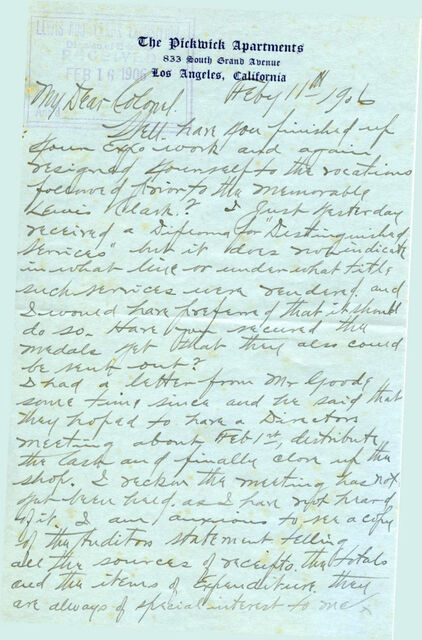 The Pickwick Apartments
833 South Grand Avenue
Los Angeles, California
FEB 16 1906
Feby 11th 1906
My Dear Colonel.
Well have you finished up
your Expo work and again
resigned yourself to the vocations
followed prior to the memorable
Lewis & Clark? I Just yesterday
received a Diploma for "Distinguished
Services" but it does not indicate
in what line or under what title
such services were rendered and
I would have preferred that it should
do so. Have you secured the
medals yet that they also could
be sent out?
I had a letter from Mr Goode
some time since and he said that
they hoped to have a Directors
meeting about Feb 1st, distribute
the cash and finally close up the
shop. I reckon the meeting has not
yet been held as I have not heard
of it. I am anxious to see a copy
of the Auditors statement telling
all the sources of receipts, the totals
and the items of Expenditure. they
are always of special interest to me